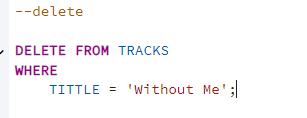 --delete
DELETE FROM TRACKS
WHERE
TITTLE = 'Without Me';